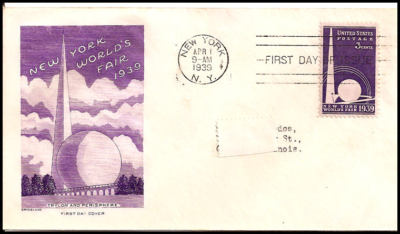 NEW YORK
WORLD'S
FAIR
1939
TRYLON AND PERISPHERE
FIRST DAY COVER
NEW YORK
APR 1
9-AM
1939
N. Y.
FIRST DAY OF ISSUE
UNITED STATES
POSTAGE
3 CENTS
NEW YORK
WORLD'S FAIR
1939
St.,